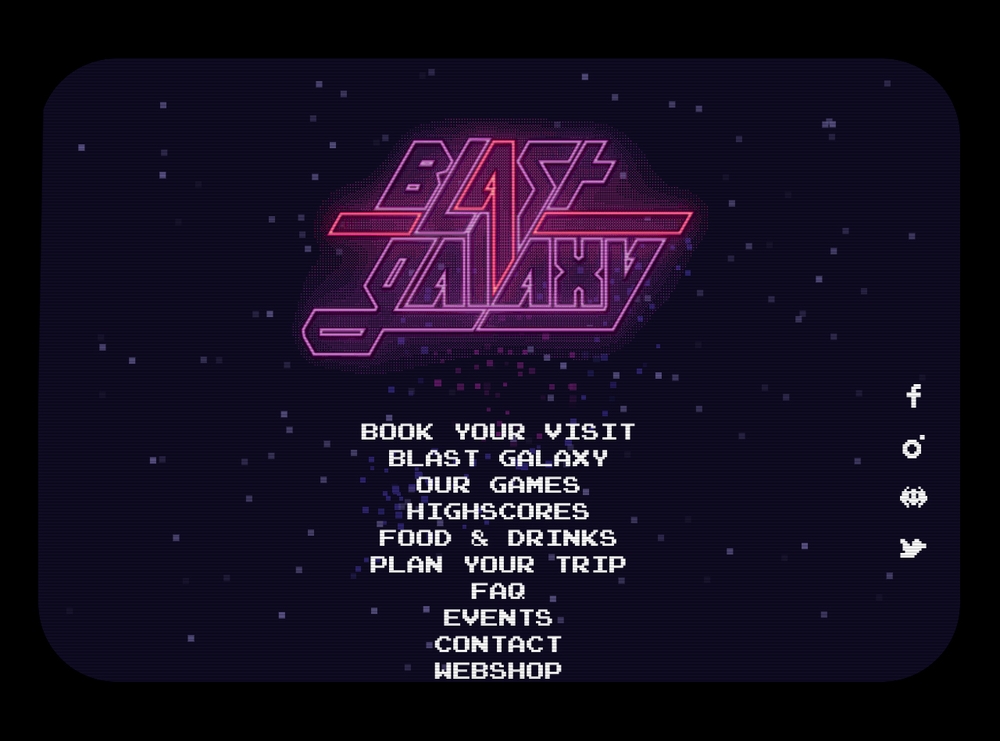 BLAST
GALAXY
BOOK YOUR VISIT
BLAST GALAXY
OUR GAMES
HIGHSCORES
FOOD & DRINKS
PLAN YOUR TRIP
FAQ
EVENTS
CONTACT
WEBSHOP